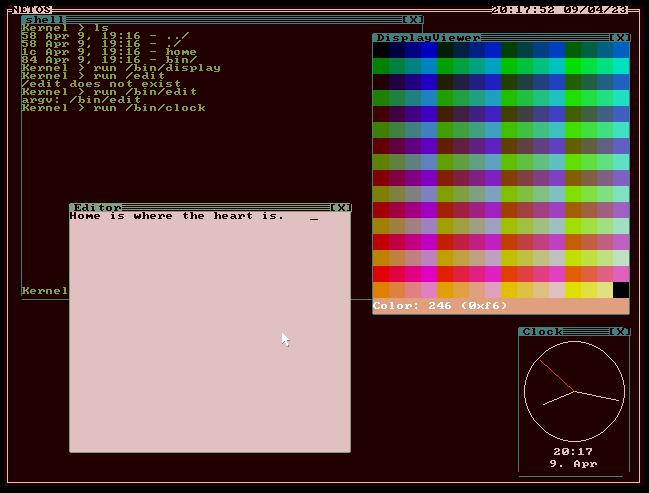 NETOS 20:17:52 09/04/23
shell [X]
Kernel > ls
58 Apr 9, 19:16 - ../
58 Apr 9, 19:16 - ./
1c Apr 9, 19:16 - home
84 Apr 9, 19:16 - bin/
Kernel > run /bin/display
Kernel > run /edit
/edit does not exist
Kernel > run /bin/edit
argv: /bin/edit
Kernel > run /bin/clock
Kernel
DisplayViewer [X]
Color: 246 (0xf6)
Editor [X]
Home is where the heart is. _
Clock [X]
20:17
9. Apr